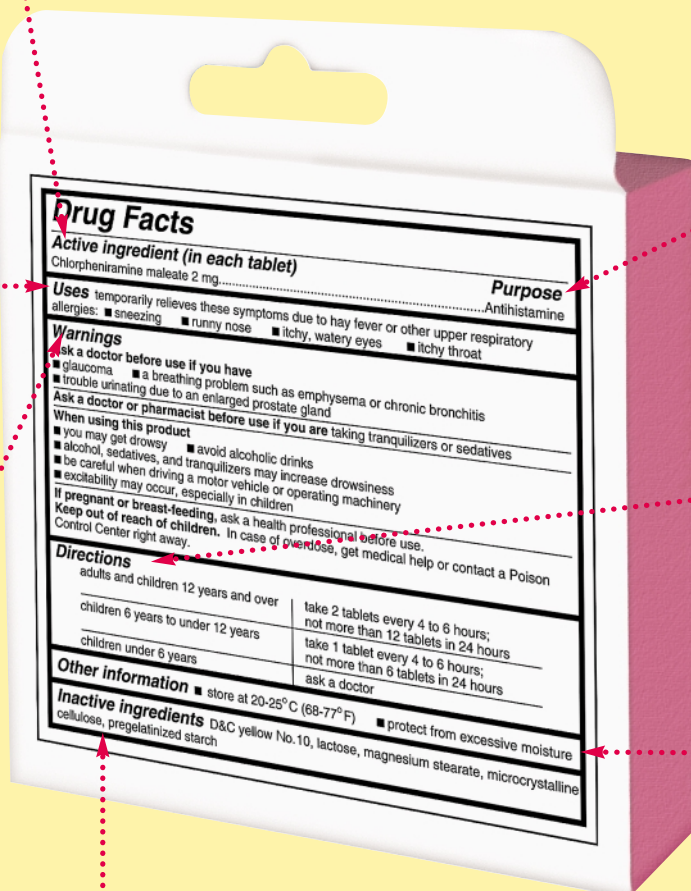 Drug Facts
Active ingredient (in each tablet) Purpose
Chlorpheniramine maleate 2 mg..........................................................Antihistamine
Uses temporarily relieves these symptoms due to hay fever or other upper respiratory
allergies: ■ sneezing ■ runny nose ■ itchy, watery eyes ■ itchy throat
Warnings
Ask a doctor before use if you have
■ glaucoma ■ a breathing problem such as emphysema or chronic bronchitis
■ trouble urinating due to an enlarged prostate gland
Ask a doctor or pharmacist before use if you are taking tranquilizers or sedatives
When using this product
■ you may get drowsy ■ avoid alcoholic drinks
■ alcohol, sedatives, and tranquilizers may increase drowsiness
■ be careful when driving a motor vehicle or operating machinery
■ excitability may occur, especially in children
If pregnant or breast-feeding, ask a health professional before use.
Keep out of reach of children. In case of overdose, get medical help or contact a Poison
Control Center right away.
Directions
adults and children 12 years and over take 2 tablets every 4 to 6 hours;
not more than 12 tablets in 24 hours
children 6 years to under 12 years take 1 tablet every 4 to 6 hours;
not more than 6 tablets in 24 hours
children under 6 years ask a doctor
Other information ■ store at 20-25°C (68-77°F) ■ protect from excessive moisture
Inactive ingredients D&C yellow No.10, lactose, magnesium stearate, microcrystalline
cellulose, pregelatinized starch